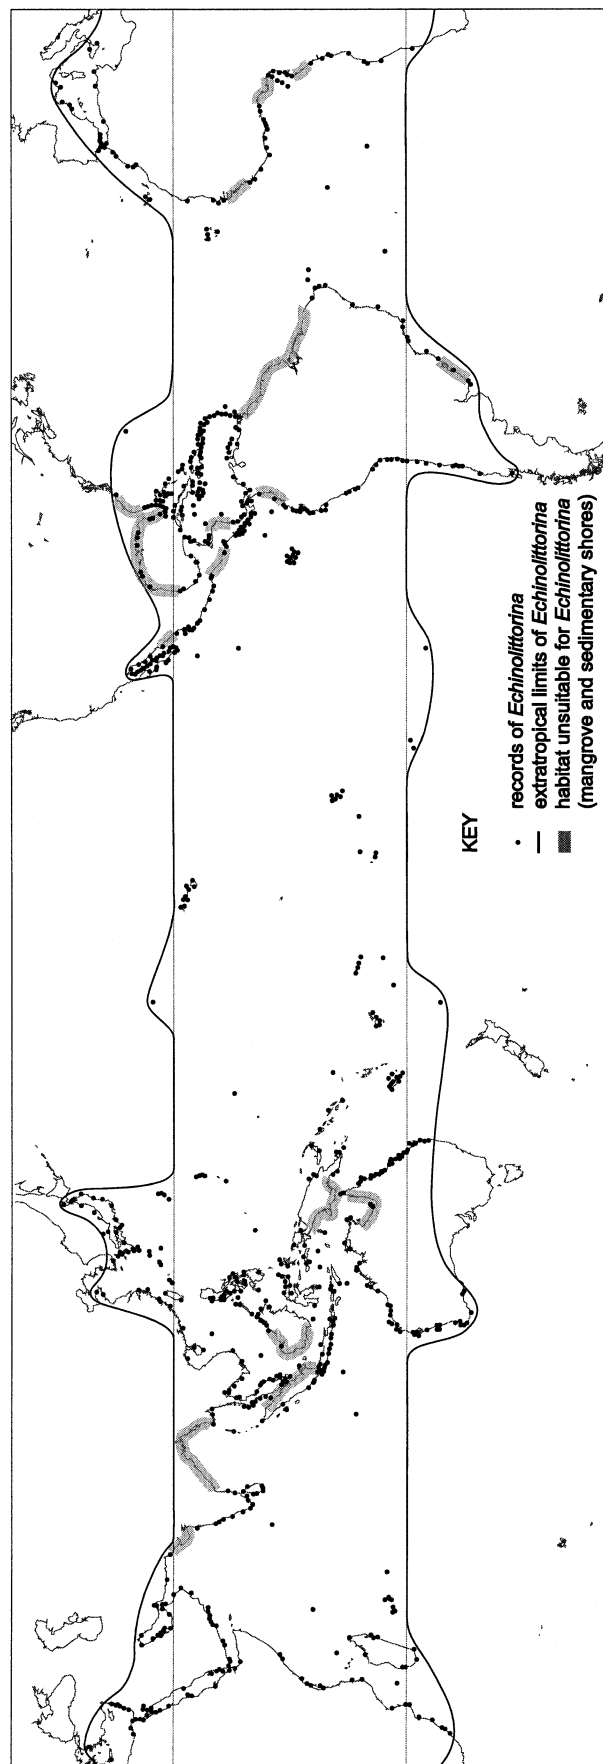 KEY
records of Echinolittorina
extratropical limits of Echinolittorina
habitat unsuitable for Echinolittorina
(mangrove and sedimentary shores)